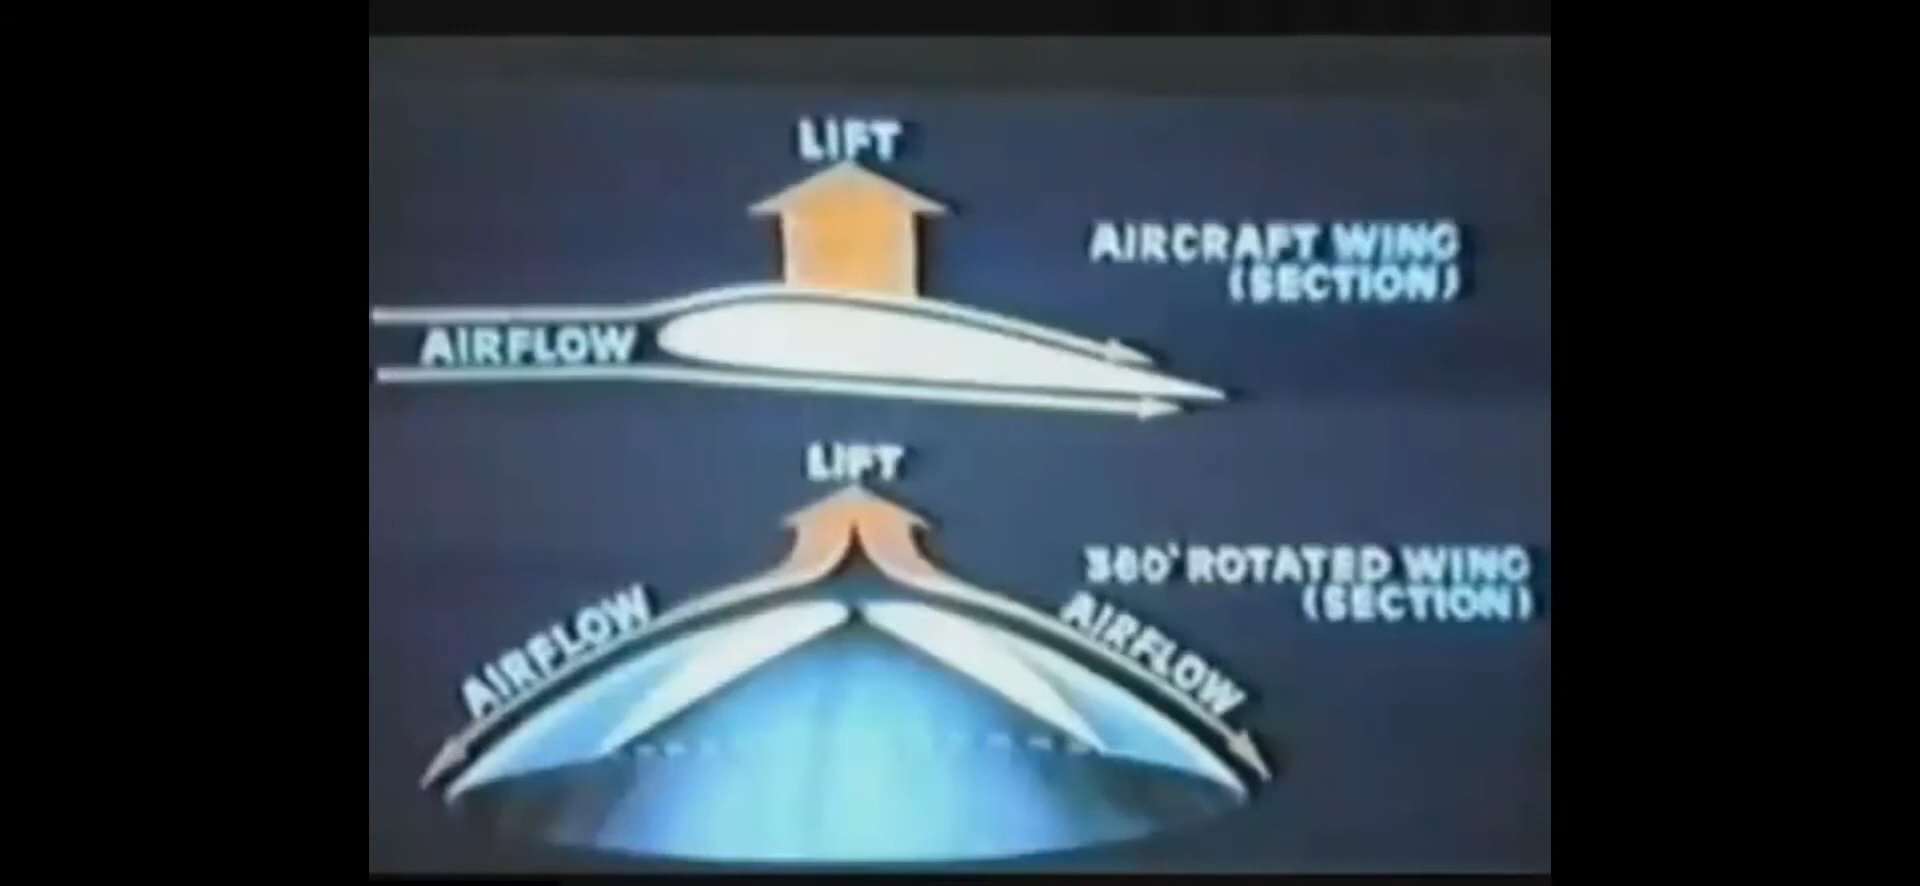 LIFT
AIRCRAFT WING
(SECTION)
AIRFLOW
LIFT
360° ROTATED WING
(SECTION)
AIRFLOW
AIRFLOW